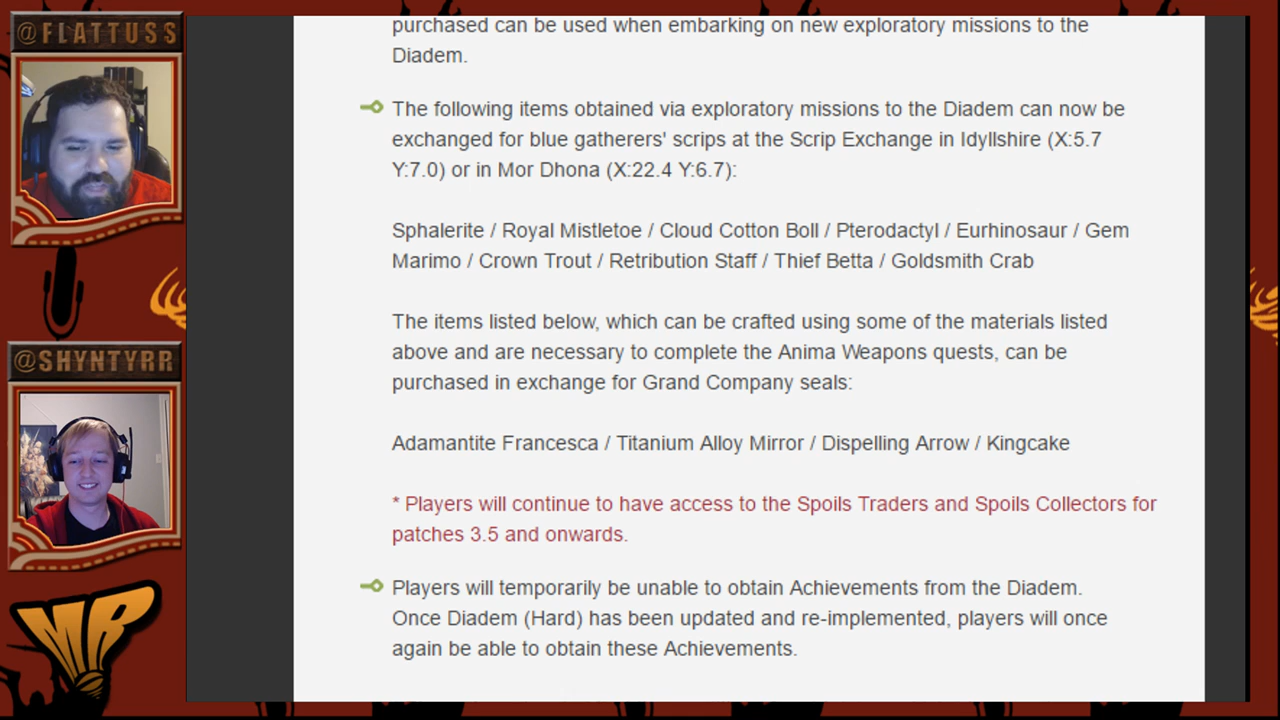 @FLATTUSS
purchased can be used when embarking on new exploratory missions to the
Diadem.
The following items obtained via exploratory missions to the Diadem can now be
exchanged for blue gatherers' scrips at the Scrip Exchange in Idyllshire (X:5.7
Y:7.0) or in Mor Dhona (X:22.4 Y:6.7):
Sphalerite / Royal Mistletoe / Cloud Cotton Boll / Pterodactyl / Eurhinosaur / Gem
Marimo / Crown Trout / Retribution Staff / Thief Betta / Goldsmith Crab
The items listed below, which can be crafted using some of the materials listed
above and are necessary to complete the Anima Weapons quests, can be
purchased in exchange for Grand Company seals:
Adamantite Francesca / Titanium Alloy Mirror / Dispelling Arrow / Kingcake
* Players will continue to have access to the Spoils Traders and Spoils Collectors for
patches 3.5 and onwards.
Players will temporarily be unable to obtain Achievements from the Diadem.
Once Diadem (Hard) has been updated and re-implemented, players will once
again be able to obtain these Achievements.
@SHYNTYRR
MR